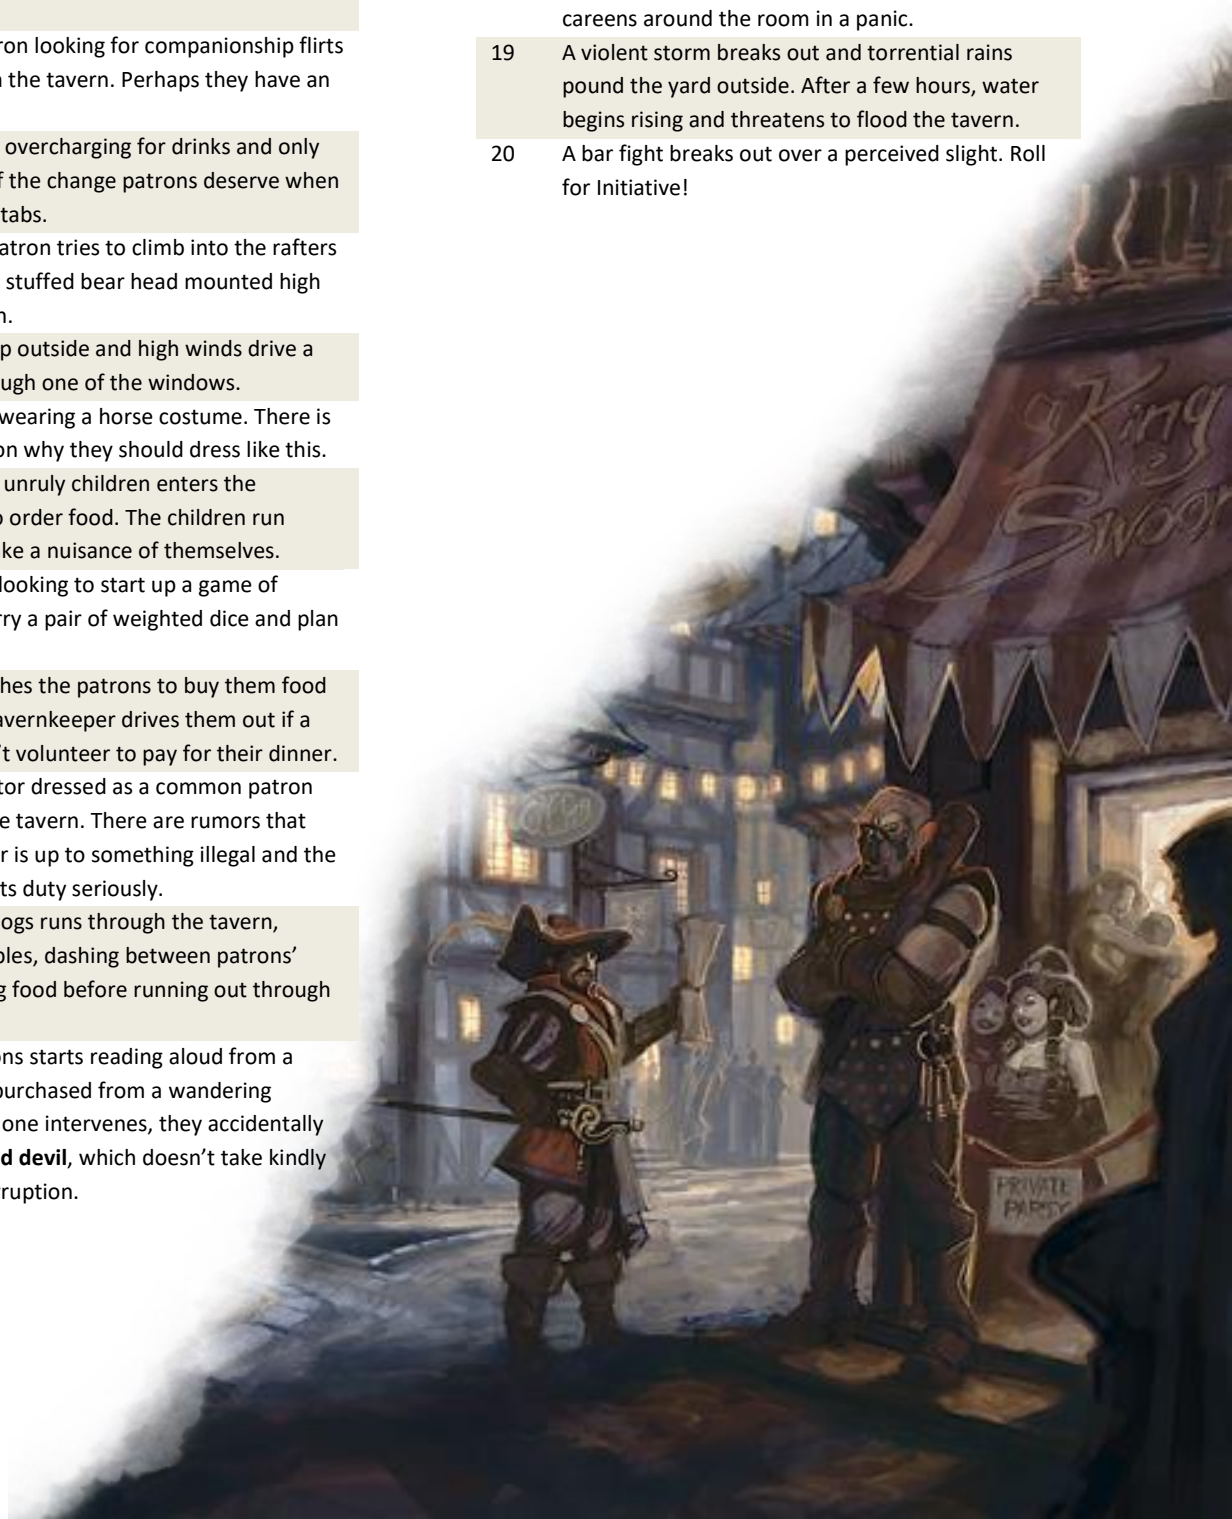 ron looking for companionship flirts
n the tavern. Perhaps they have an
overcharging for drinks and only
f the change patrons deserve when
tabs.
atron tries to climb into the rafters
stuffed bear head mounted high
n.
p outside and high winds drive a
ugh one of the windows.
wearing a horse costume. There is
on why they should dress like this.
unruly children enters the
o order food. The children run
ke a nuisance of themselves.
looking to start up a game of
rry a pair of weighted dice and plan
hes the patrons to buy them food
avernkeeper drives them out if a
't volunteer to pay for their dinner.
tor dressed as a common patron
e tavern. There are rumors that
r is up to something illegal and the
ts duty seriously.
ogs runs through the tavern,
bles, dashing between patrons'
g food before running out through
ons starts reading aloud from a
purchased from a wandering
one intervenes, they accidentally
d devil, which doesn't take kindly
rruption.
careens around the room in a panic.
19 A violent storm breaks out and torrential rains
pound the yard outside. After a few hours, water
begins rising and threatens to flood the tavern.
20 A bar fight breaks out over a perceived slight. Roll
for Initiative!
a King
Swoon
PRIVATE
PARTY